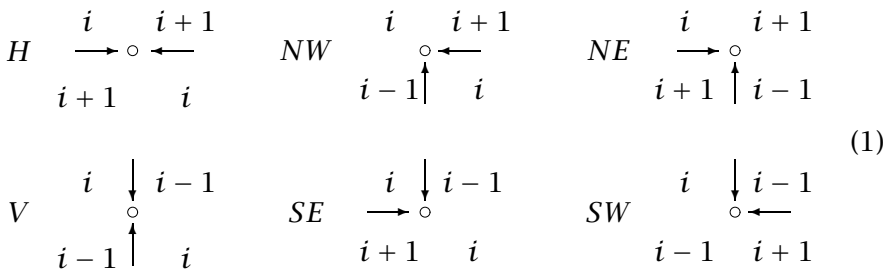 i i + 1 i i + 1 i i + 1
H NW NE
i + 1 i i − 1 i i + 1 i − 1
(1)
i i − 1 i i − 1 i i − 1
V SE SW
i − 1 i i + 1 i i − 1 i + 1